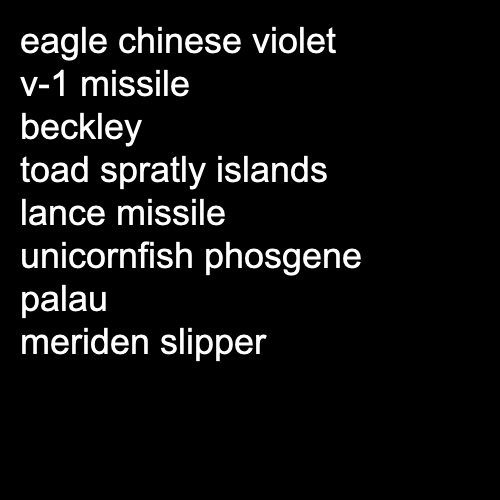 eagle chinese violet
v-1 missile
beckley
toad spratly islands
lance missile
unicornfish phosgene
palau
meriden slipper